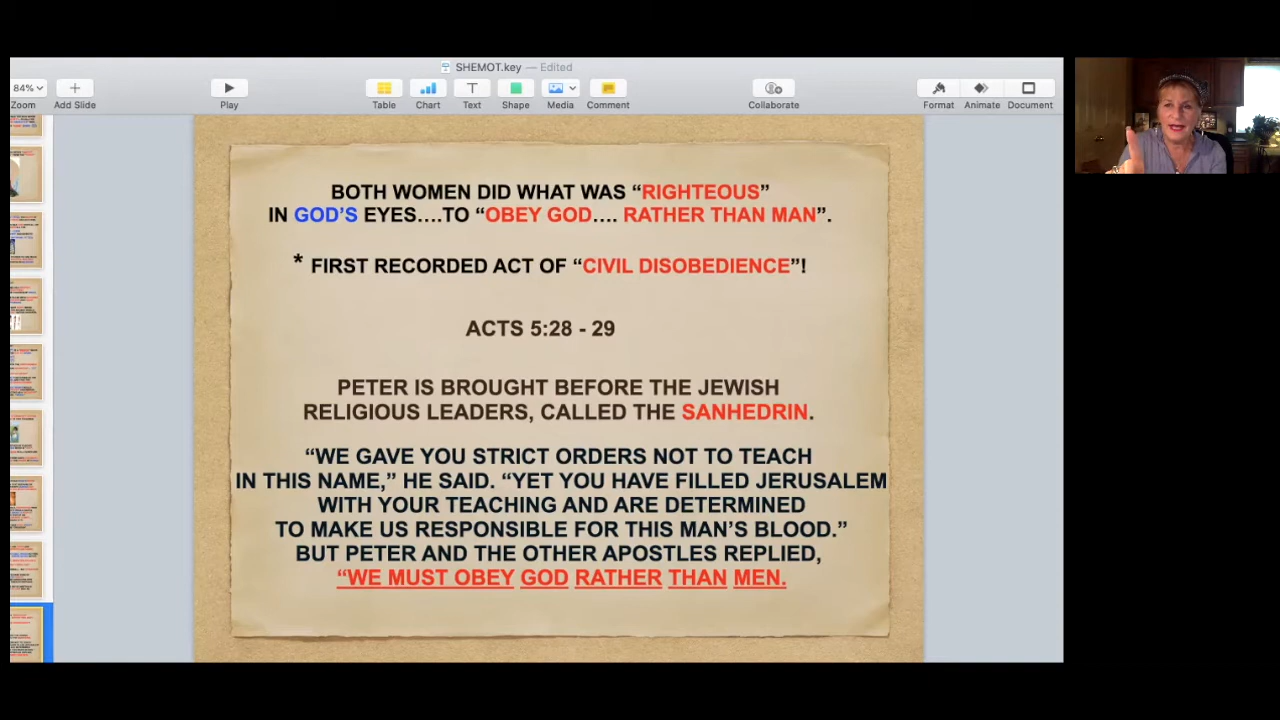 SHEMOT.key — Edited
84%
Zoom
Add Slide
Play
Table
Chart
Text
Shape
Media
Comment
Collaborate
Format
Animate
Document
BOTH WOMEN DID WHAT WAS “RIGHTEOUS”
IN GOD’S EYES….TO “OBEY GOD…. RATHER THAN MAN”.
* FIRST RECORDED ACT OF “CIVIL DISOBEDIENCE”!
ACTS 5:28 - 29
PETER IS BROUGHT BEFORE THE JEWISH
RELIGIOUS LEADERS, CALLED THE SANHEDRIN.
“WE GAVE YOU STRICT ORDERS NOT TO TEACH
IN THIS NAME,” HE SAID. “YET YOU HAVE FILLED JERUSALEM
WITH YOUR TEACHING AND ARE DETERMINED
TO MAKE US RESPONSIBLE FOR THIS MAN’S BLOOD.”
BUT PETER AND THE OTHER APOSTLES REPLIED,
“WE MUST OBEY GOD RATHER THAN MEN.